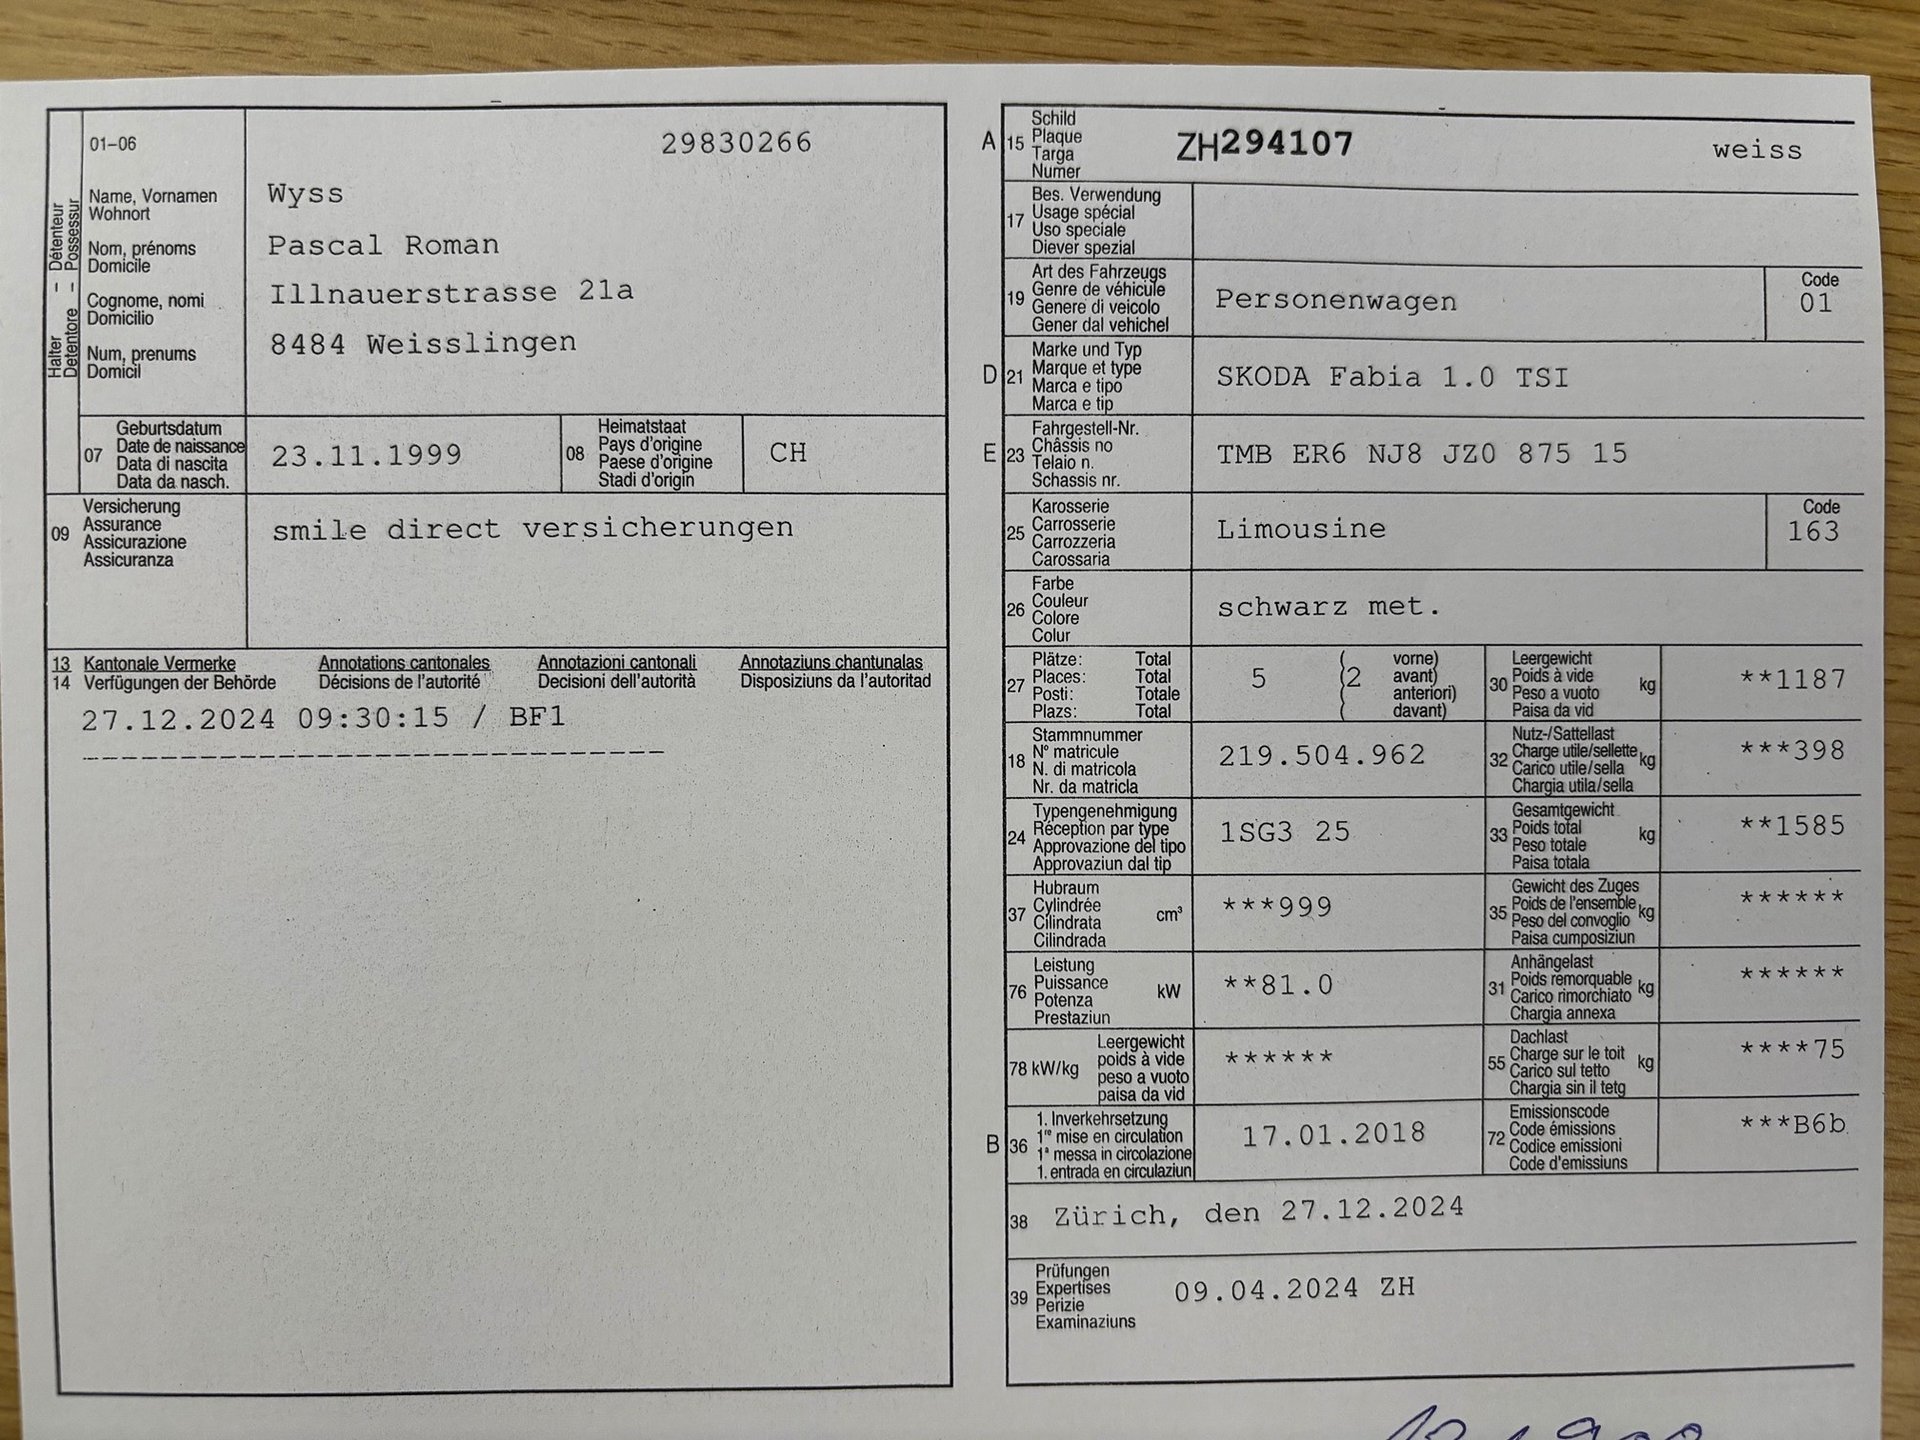 01-06
29830266
Halter - Détenteur
Detentore - Possessur
Name, Vornamen
Wohnort
Nom, prénoms
Domicile
Cognome, nomi
Domicilio
Num, prenums
Domicil
Wyss
Pascal Roman
Illnauerstrasse 21a
8484 Weisslingen
07
Geburtsdatum
Date de naissance
Data di nascita
Data da nasch.
23.11.1999
08
Heimatstaat
Pays d'origine
Paese d'origine
Stadi d'origin
CH
09
Versicherung
Assurance
Assicurazione
Assicuranza
smile direct versicherungen
13 Kantonale Vermerke Annotations cantonales Annotazioni cantonali Annotaziuns chantunalas
14 Verfügungen der Behörde Décisions de l'autorité Decisioni dell'autorità Disposiziuns da l'autoritad
27.12.2024 09:30:15 / BF1
------------------------------
A 15
Schild
Plaque
Targa
Numer
ZH294107
weiss
17
Bes. Verwendung
Usage spécial
Uso speciale
Diever spezial
19
Art des Fahrzeugs
Genre de véhicule
Genere di veicolo
Gener dal vehichel
Personenwagen
Code
01
D 21
Marke und Typ
Marque et type
Marca e tipo
Marca e tip
SKODA Fabia 1.0 TSI
E 23
Fahrgestell-Nr.
Châssis no
Telaio n.
Schassis nr.
TMB ER6 NJ8 JZ0 875 15
25
Karosserie
Carrosserie
Carrozzeria
Carossaria
Limousine
Code
163
26
Farbe
Couleur
Colore
Colur
schwarz met.
27
Plätze: Total
Places: Total
Posti: Totale
Plazs: Total
5
(2
vorne)
avant)
anteriori)
davant)
30
Leergewicht
Poids à vide
Peso a vuoto
Paisa da vid
kg
**1187
18
Stammnummer
N° matricule
N. di matricola
Nr. da matricla
219.504.962
32
Nutz-/Sattellast
Charge utile/sellette
Carico utile/sella
Chargia utila/sella
kg
***398
24
Typengenehmigung
Réception par type
Approvazione del tipo
Approvaziun dal tip
1SG3 25
33
Gesamtgewicht
Poids total
Peso totale
Paisa totala
kg
**1585
37
Hubraum
Cylindrée
Cilindrata
Cilindrada
cm³
***999
35
Gewicht des Zuges
Poids de l'ensemble
Peso del convoglio
Paisa cumposiziun
kg
******
76
Leistung
Puissance
Potenza
Prestaziun
kW
**81.0
31
Anhängelast
Poids remorquable
Carico rimorchiato
Chargia annexa
kg
******
78 kW/kg
Leergewicht
poids à vide
peso a vuoto
paisa da vid
******
55
Dachlast
Charge sur le toit
Carico sul tetto
Chargia sin il tetg
kg
****75
B 36
1. Inverkehrsetzung
1re mise en circulation
1a messa in circolazione
1. entrada en circulaziun
17.01.2018
72
Emissionscode
Code émissions
Codice emissioni
Code d'emissiuns
***B6b
38
Zürich, den 27.12.2024
39
Prüfungen
Expertises
Perizie
Examinaziuns
09.04.2024 ZH